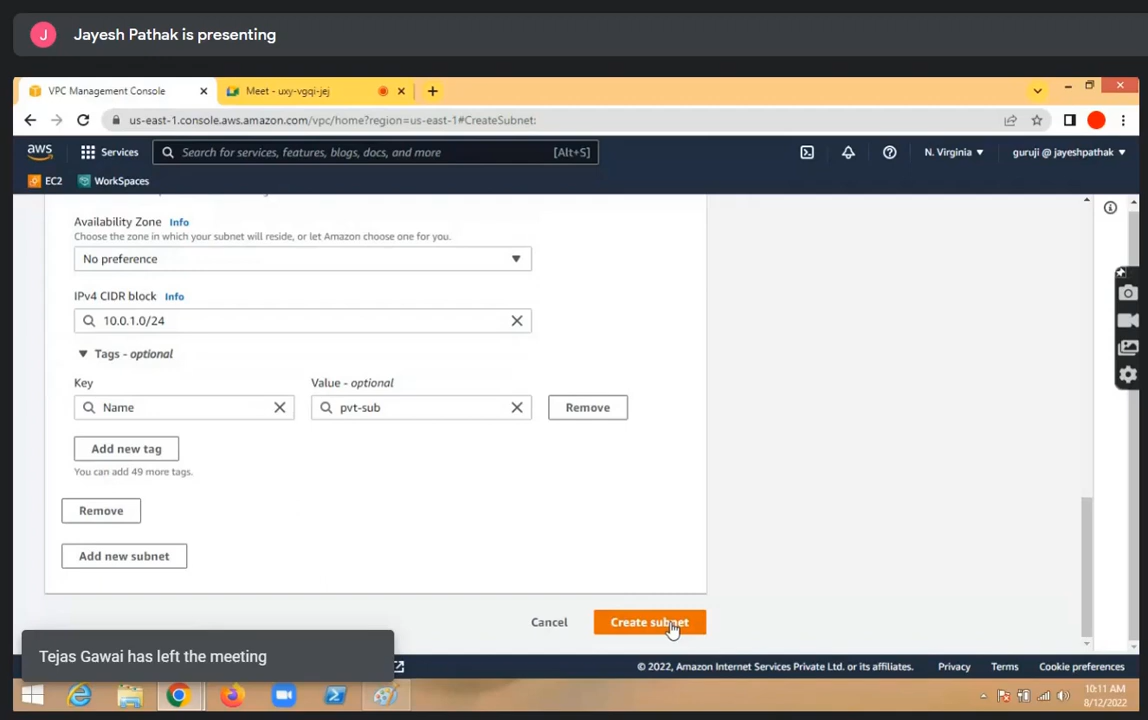 J Jayesh Pathak is presenting
VPC Management Console
Meet - uxy-vgqi-jej
us-east-1.console.aws.amazon.com/vpc/home?region=us-east-1#CreateSubnet:
aws Services Search for services, features, blogs, docs, and more [Alt+S] N. Virginia guruji @ jayeshpathak
EC2 WorkSpaces
Availability Zone Info
Choose the zone in which your subnet will reside, or let Amazon choose one for you.
No preference
IPv4 CIDR block Info
10.0.1.0/24
Tags - optional
Key Value - optional
Name pvt-sub Remove
Add new tag
You can add 49 more tags.
Remove
Add new subnet
Cancel Create subnet
Tejas Gawai has left the meeting
© 2022, Amazon Internet Services Private Ltd. or its affiliates. Privacy Terms Cookie preferences
10:11 AM
8/12/2022